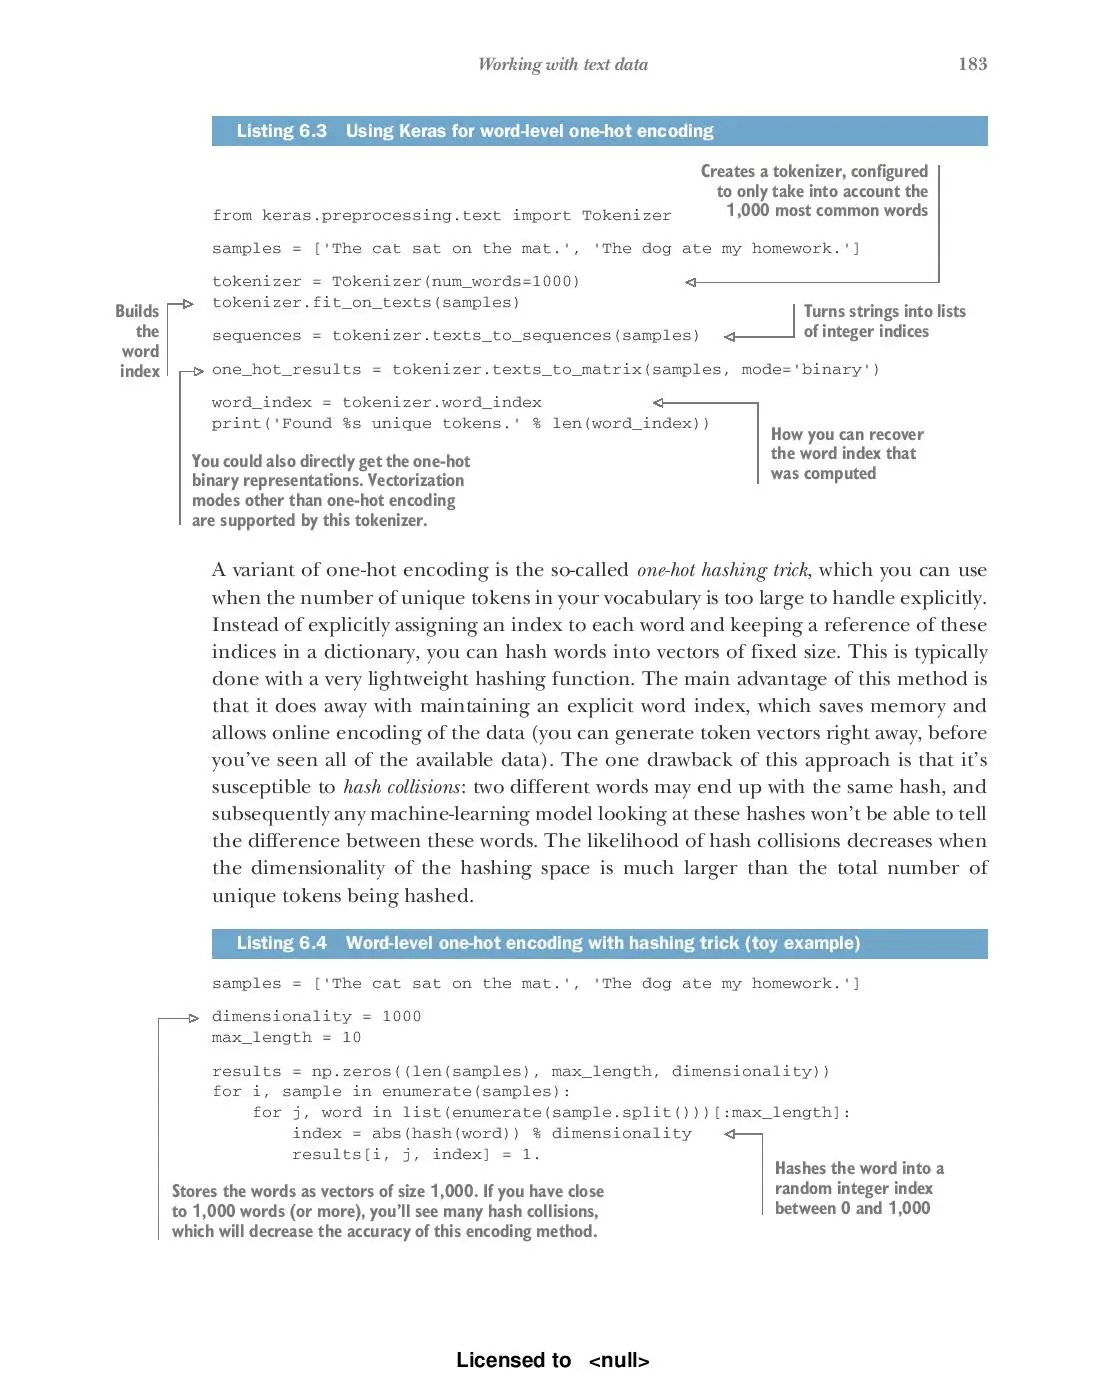 Working with text data 183
Listing 6.3 Using Keras for word-level one-hot encoding
Creates a tokenizer, configured
to only take into account the
1,000 most common words
from keras.preprocessing.text import Tokenizer
samples = ['The cat sat on the mat.', 'The dog ate my homework.']
tokenizer = Tokenizer(num_words=1000)
tokenizer.fit_on_texts(samples)
Builds
the
word
index
Turns strings into lists
of integer indices
sequences = tokenizer.texts_to_sequences(samples)
one_hot_results = tokenizer.texts_to_matrix(samples, mode='binary')
word_index = tokenizer.word_index
print('Found %s unique tokens.' % len(word_index))
How you can recover
the word index that
was computed
You could also directly get the one-hot
binary representations. Vectorization
modes other than one-hot encoding
are supported by this tokenizer.
A variant of one-hot encoding is the so-called one-hot hashing trick, which you can use
when the number of unique tokens in your vocabulary is too large to handle explicitly.
Instead of explicitly assigning an index to each word and keeping a reference of these
indices in a dictionary, you can hash words into vectors of fixed size. This is typically
done with a very lightweight hashing function. The main advantage of this method is
that it does away with maintaining an explicit word index, which saves memory and
allows online encoding of the data (you can generate token vectors right away, before
you've seen all of the available data). The one drawback of this approach is that it's
susceptible to hash collisions: two different words may end up with the same hash, and
subsequently any machine-learning model looking at these hashes won't be able to tell
the difference between these words. The likelihood of hash collisions decreases when
the dimensionality of the hashing space is much larger than the total number of
unique tokens being hashed.
Listing 6.4 Word-level one-hot encoding with hashing trick (toy example)
samples = ['The cat sat on the mat.', 'The dog ate my homework.']
dimensionality = 1000
max_length = 10
results = np.zeros((len(samples), max_length, dimensionality))
for i, sample in enumerate(samples):
    for j, word in list(enumerate(sample.split()))[:max_length]:
        index = abs(hash(word)) % dimensionality
        results[i, j, index] = 1.
Hashes the word into a
random integer index
between 0 and 1,000
Stores the words as vectors of size 1,000. If you have close
to 1,000 words (or more), you'll see many hash collisions,
which will decrease the accuracy of this encoding method.
Licensed to <null>